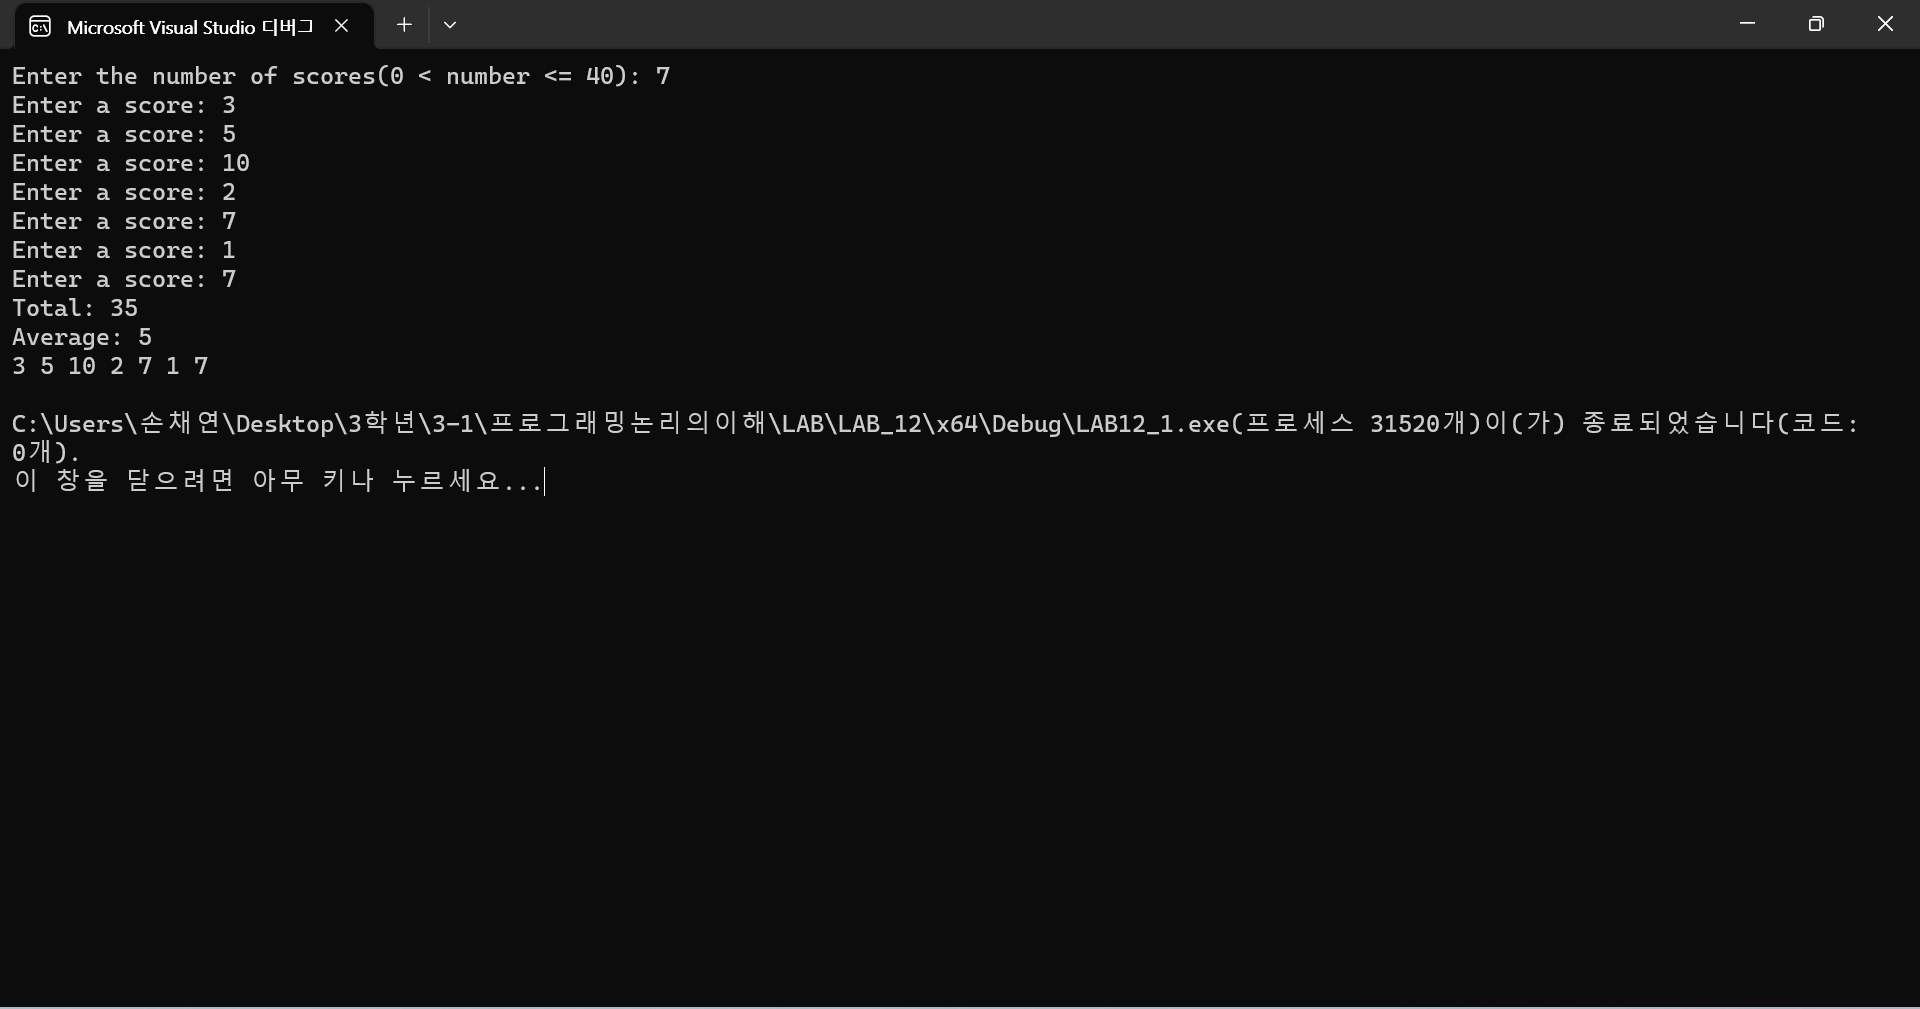 Microsoft Visual Studio 디버그
Enter the number of scores(0 < number <= 40): 7
Enter a score: 3
Enter a score: 5
Enter a score: 10
Enter a score: 2
Enter a score: 7
Enter a score: 1
Enter a score: 7
Total: 35
Average: 5
3 5 10 2 7 1 7
C:\Users\손채연\Desktop\3학년\3-1\프로그래밍논리의이해\LAB\LAB_12\x64\Debug\LAB12_1.exe(프로세스 31520개)이(가) 종료되었습니다(코드:
0개).
이 창을 닫으려면 아무 키나 누르세요...